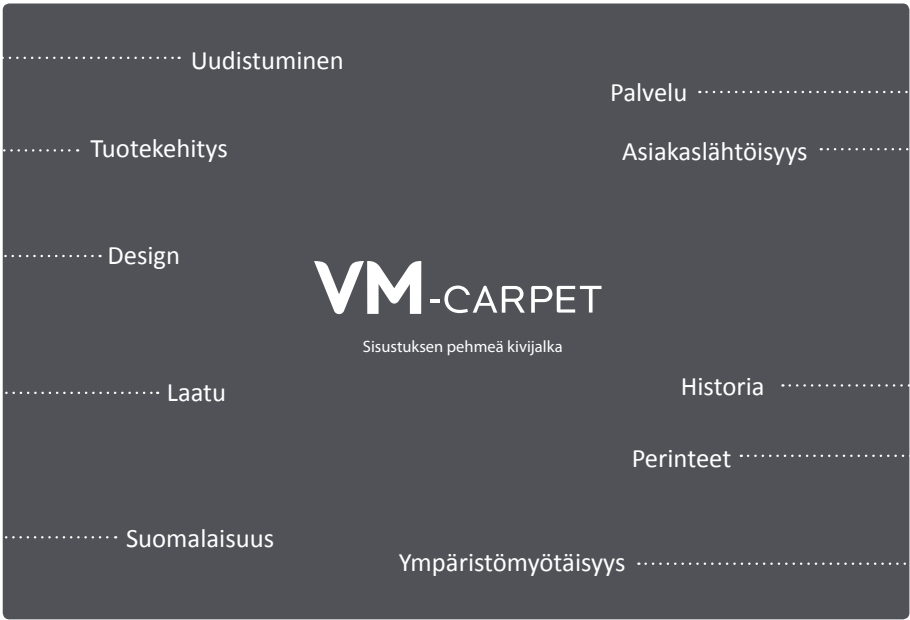 Uudistuminen
Palvelu
Tuotekehitys
Asiakaslähtöisyys
Design
VM-CARPET
Sisustuksen pehmeä kivijalka
Laatu
Historia
Perinteet
Suomalaisuus
Ympäristömyötäisyys